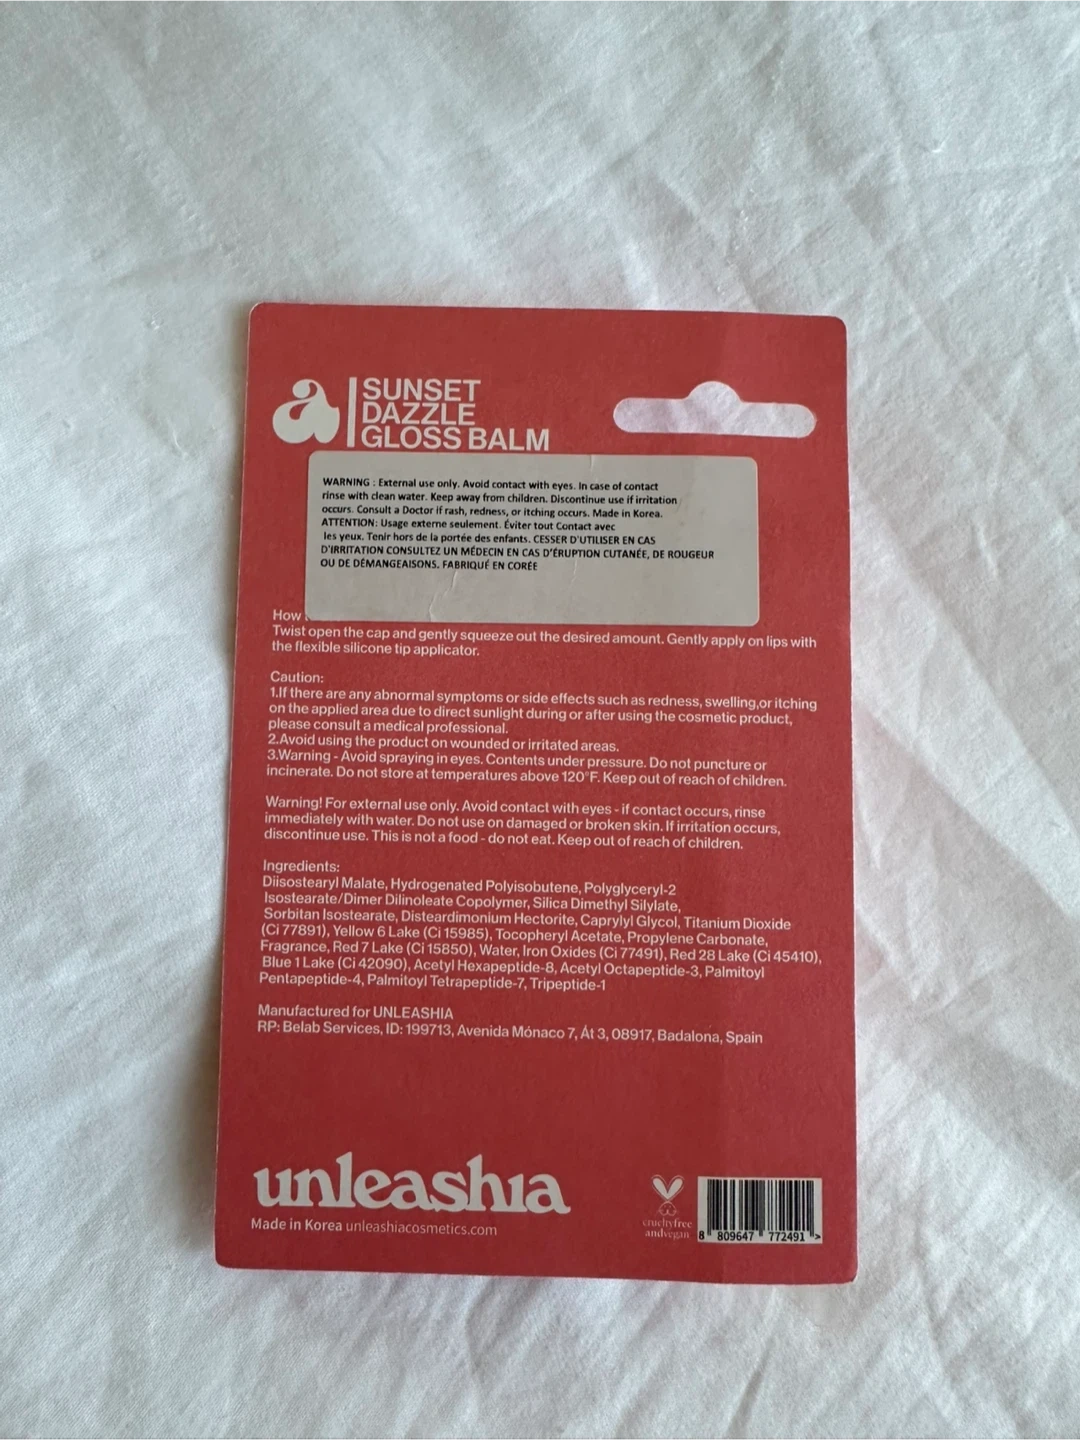 a
SUNSET
DAZZLE
GLOSS BALM
WARNING : External use only. Avoid contact with eyes. In case of contact
rinse with clean water. Keep away from children. Discontinue use if irritation
occurs. Consult a Doctor if rash, redness, or itching occurs. Made in Korea.
ATTENTION: Usage externe seulement. Éviter tout Contact avec
les yeux. Tenir hors de la portée des enfants. CESSER D'UTILISER EN CAS
D'IRRITATION CONSULTEZ UN MÉDECIN EN CAS D'ÉRUPTION CUTANÉE, DE ROUGEUR
OU DE DÉMANGEAISONS. FABRIQUÉ EN CORÉE
How
Twist open the cap and gently squeeze out the desired amount. Gently apply on lips with
the flexible silicone tip applicator.
Caution:
1.If there are any abnormal symptoms or side effects such as redness, swelling,or itching
on the applied area due to direct sunlight during or after using the cosmetic product,
please consult a medical professional.
2.Avoid using the product on wounded or irritated areas.
3.Warning - Avoid spraying in eyes. Contents under pressure. Do not puncture or
incinerate. Do not store at temperatures above 120°F. Keep out of reach of children.
Warning! For external use only. Avoid contact with eyes - if contact occurs, rinse
immediately with water. Do not use on damaged or broken skin. If irritation occurs,
discontinue use. This is not a food - do not eat. Keep out of reach of children.
Ingredients:
Diisostearyl Malate, Hydrogenated Polyisobutene, Polyglyceryl-2
Isostearate/Dimer Dilinoleate Copolymer, Silica Dimethyl Silylate,
Sorbitan Isostearate, Disteardimonium Hectorite, Caprylyl Glycol, Titanium Dioxide
(Ci 77891), Yellow 6 Lake (Ci 15985), Tocopheryl Acetate, Propylene Carbonate,
Fragrance, Red 7 Lake (Ci 15850), Water, Iron Oxides (Ci 77491), Red 28 Lake (Ci 45410),
Blue 1 Lake (Ci 42090), Acetyl Hexapeptide-8, Acetyl Octapeptide-3, Palmitoyl
Pentapeptide-4, Palmitoyl Tetrapeptide-7, Tripeptide-1
Manufactured for UNLEASHIA
RP: Belab Services, ID: 199713, Avenida Mónaco 7, Át 3, 08917, Badalona, Spain
unleashia
Made in Korea unleashiacosmetics.com
crueltyfree
andvegan
8 809647 772491 >